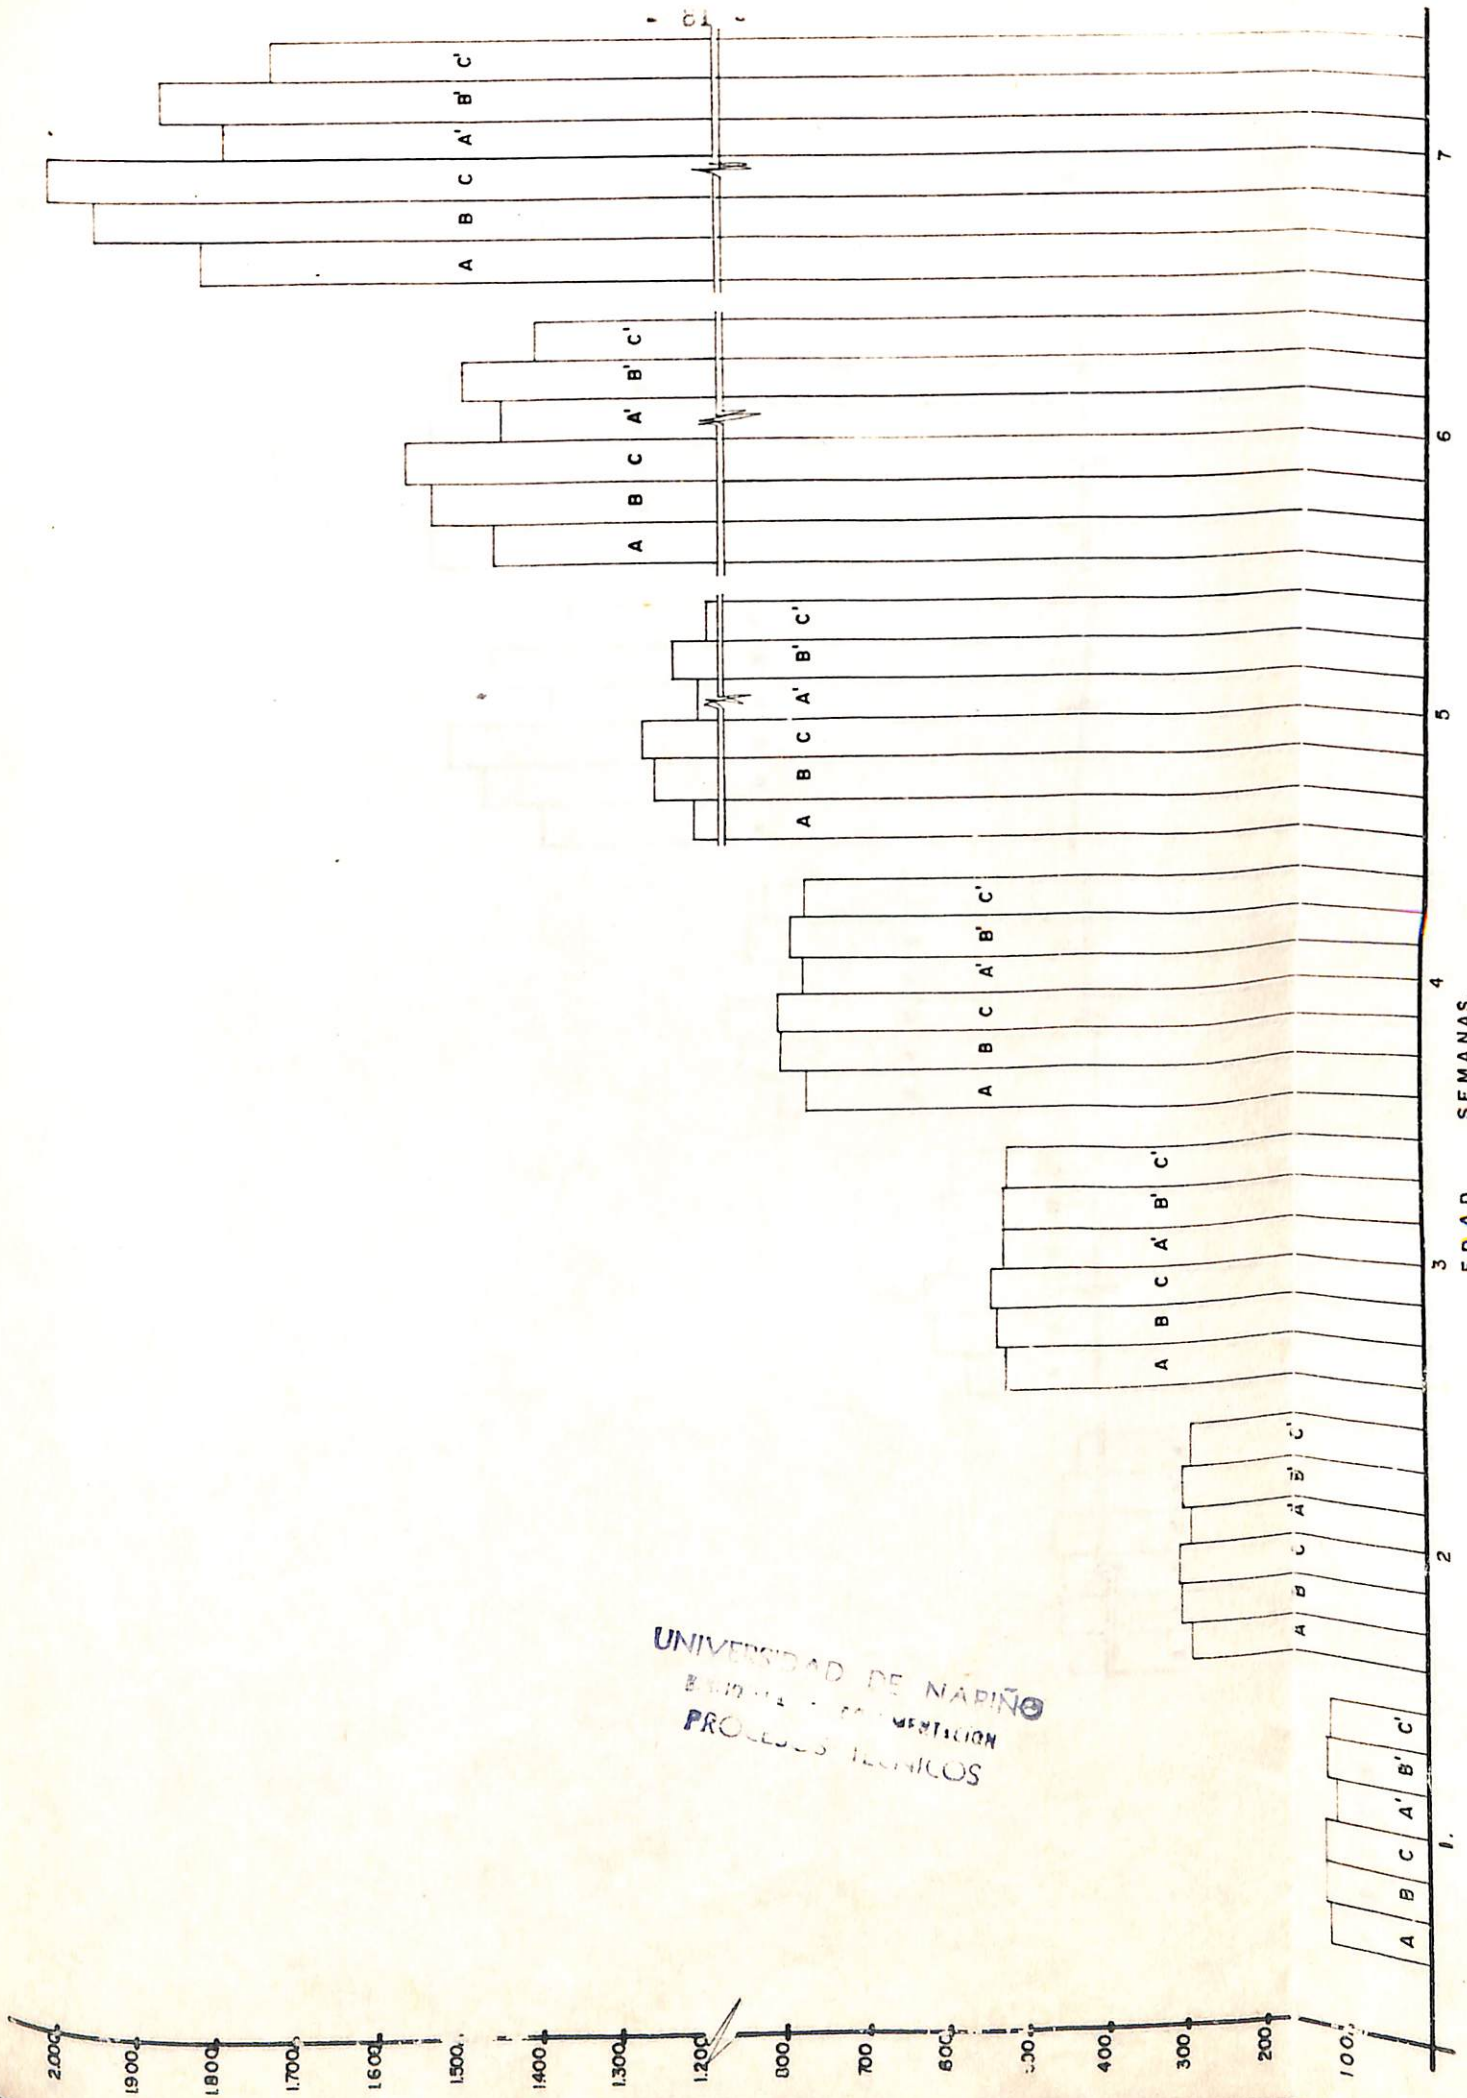 - 18 -
2.000
1.900
1.800
1.700
1.600
1.500
1.400
1.300
1.200
800
700
600
500
400
300
200
100
A B C A' B' C'
A B C A' B' C'
A B C A' B' C'
A B C A' B' C'
A B C A' B' C'
A B C A' B' C'
A B C A' B' C'
1. 2 3 4 5 6 7
EDAD SEMANAS
UNIVERSIDAD DE NARIÑO
PROCESOS TECNICOS